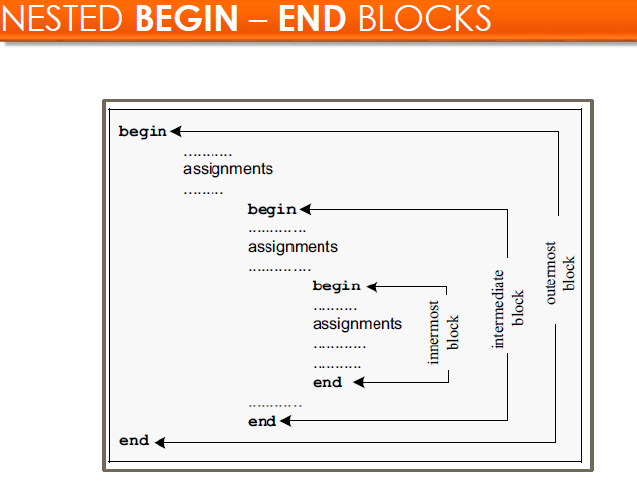 NESTED BEGIN – END BLOCKS
begin
...........
assignments
.........
begin
.............
assignments
..............
begin
..........
assignments
............
...........
end
............
end
end
innermost
block
intermediate
block
outermost
block